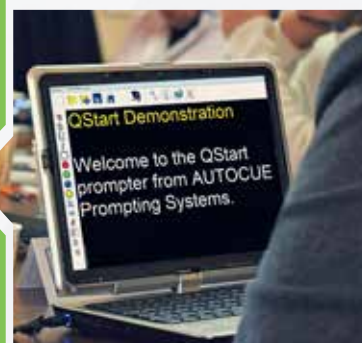 QStart Demonstration
Welcome to the QStart
prompter from AUTOCUE
Prompting Systems.